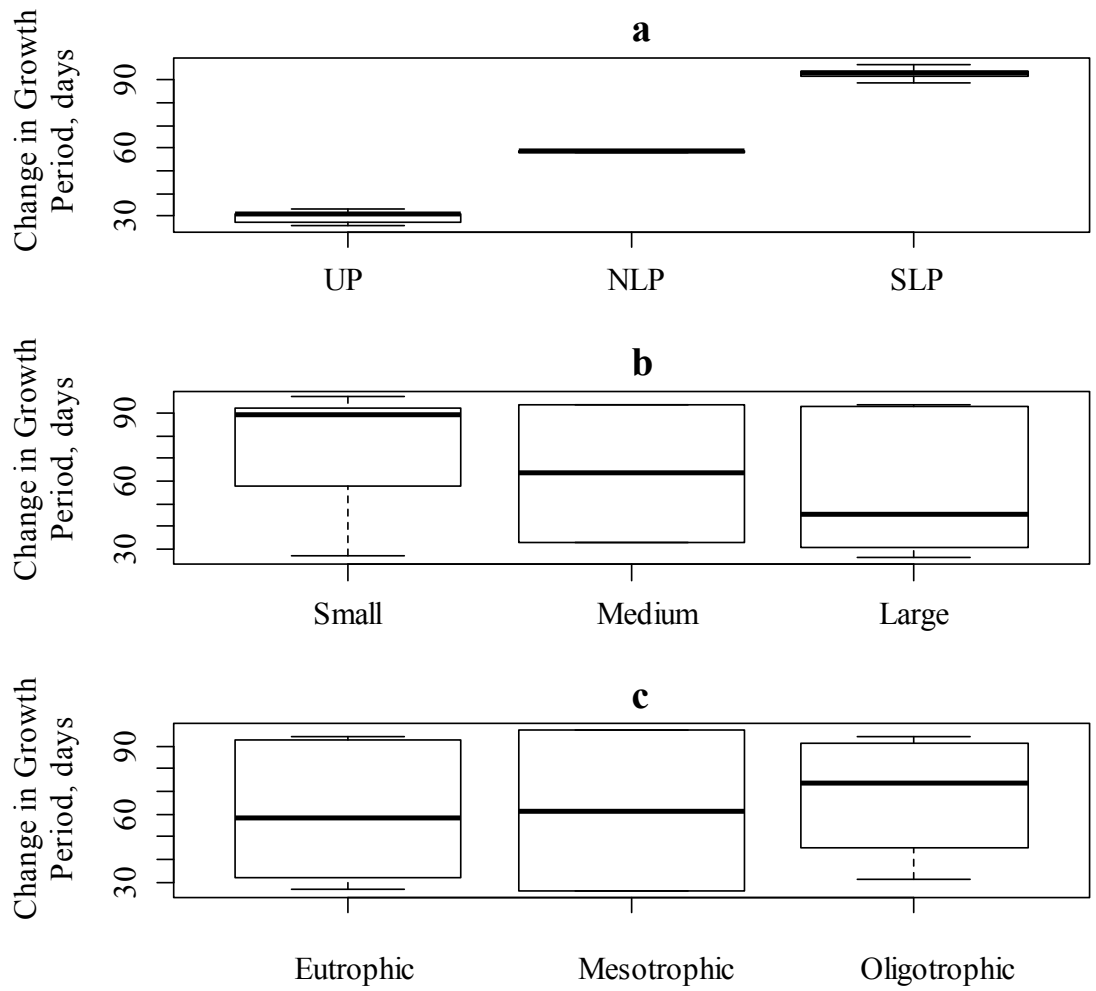 a
Change in Growth
Period, days
90
60
30
UP NLP SLP
b
Change in Growth
Period, days
90
60
30
Small Medium Large
c
Change in Growth
Period, days
90
60
30
Eutrophic Mesotrophic Oligotrophic